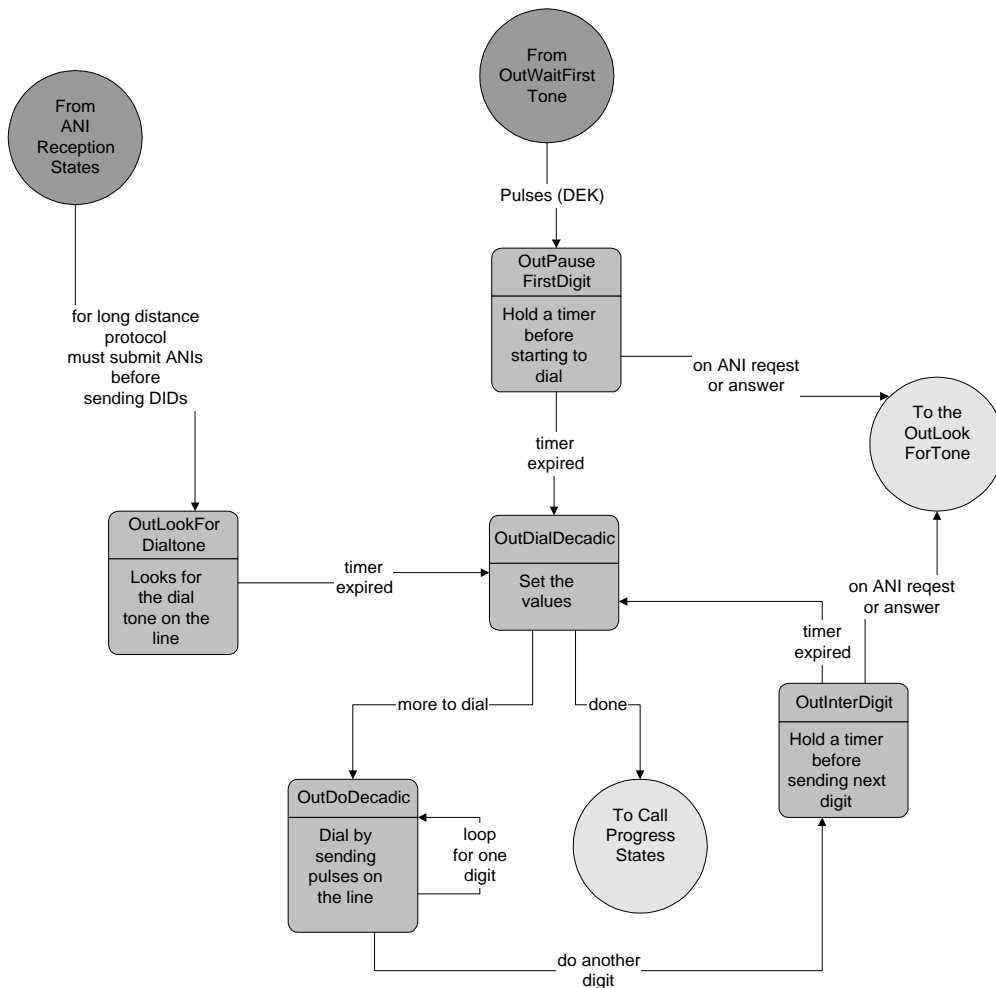 From
OutWaitFirst
Tone
From
ANI
Reception
States
Pulses (DEK)
OutPause
FirstDigit
Hold a timer
before
starting to
dial
for long distance
protocol
must submit ANIs
before
sending DIDs
on ANI reqest
or answer
To the
OutLook
ForTone
timer
expired
OutLookFor
Dialtone
Looks for
the dial
tone on the
line
timer
expired
OutDialDecadic
Set the
values
on ANI reqest
or answer
timer
expired
more to dial
done
OutInterDigit
Hold a timer
before
sending next
digit
OutDoDecadic
Dial by
sending
pulses on
the line
loop
for one
digit
To Call
Progress
States
do another
digit